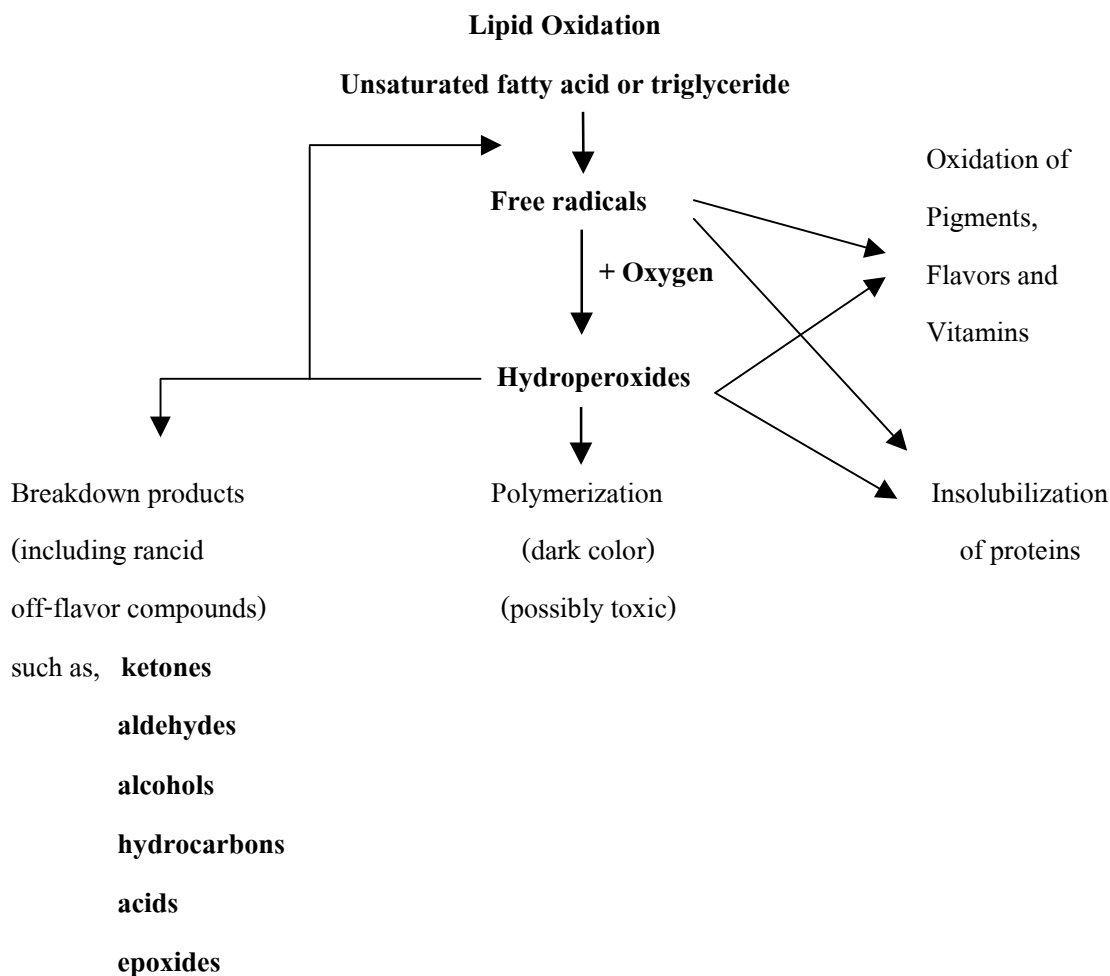 Lipid Oxidation
Unsaturated fatty acid or triglyceride
Oxidation of
Pigments,
Flavors and
Vitamins
Free radicals
+ Oxygen
Hydroperoxides
Breakdown products
(including rancid
off-flavor compounds)
such as, ketones
aldehydes
alcohols
hydrocarbons
acids
epoxides
Polymerization
(dark color)
(possibly toxic)
Insolubilization
of proteins